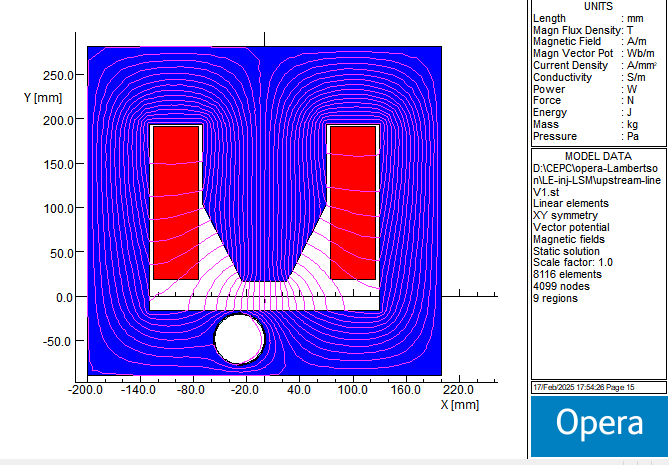 UNITS
Length : mm
Magn Flux Density: T
Magnetic Field : A/m
Magn Vector Pot : Wb/m
Current Density : A/mm²
Conductivity : S/m
Power : W
Force : N
Energy : J
Mass : kg
Pressure : Pa
MODEL DATA
D:\CEPC\opera-Lambertso
n\LE-inj-LSM\upstream-line
V1.st
Linear elements
XY symmetry
Vector potential
Magnetic fields
Static solution
Scale factor: 1.0
8116 elements
4099 nodes
9 regions
17/Feb/2025 17:54:26 Page 15
Opera
Y [mm]
250.0
200.0
150.0
100.0
50.0
0.0
-50.0
-200.0 -140.0 -80.0 -20.0 40.0 100.0 160.0 220.0
X [mm]